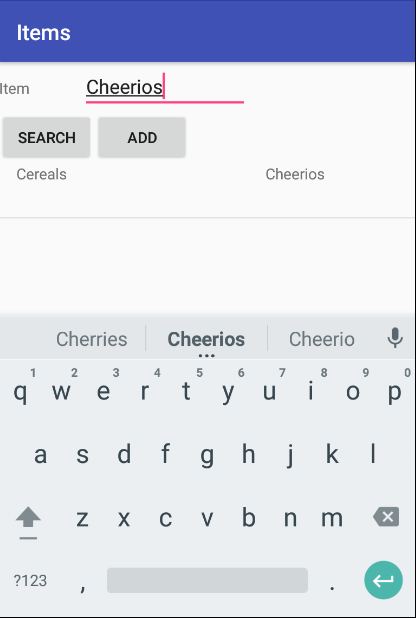 Items
Item Cheerios
SEARCH ADD
Cereals Cheerios
Cherries Cheerios Cheerio
1 2 3 4 5 6 7 8 9 0
q w e r t y u i o p
a s d f g h j k l
z x c v b n m
?123 , .